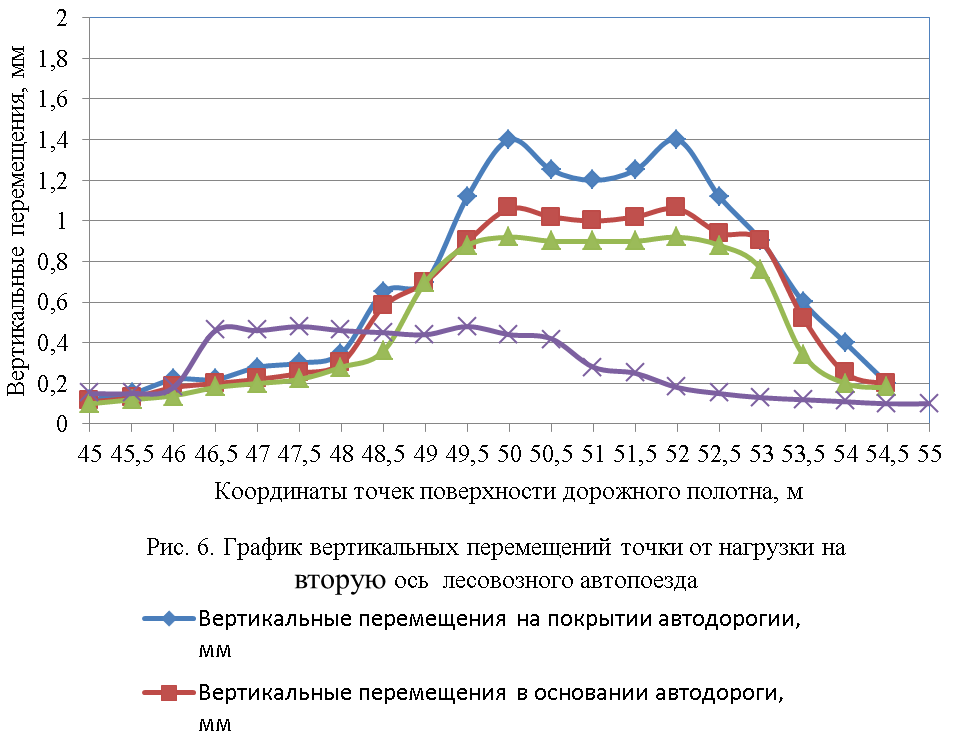 Вертикальные перемещения, мм
2
1,8
1,6
1,4
1,2
1
0,8
0,6
0,4
0,2
0
45 45,5 46 46,5 47 47,5 48 48,5 49 49,5 50 50,5 51 51,5 52 52,5 53 53,5 54 54,5 55
Координаты точек поверхности дорожного полотна, м
Рис. 6. График вертикальных перемещений точки от нагрузки на
вторую ось лесовозного автопоезда
Вертикальные перемещения на покрытии автодорогии,
мм
Вертикальные перемещения в основании автодороги,
мм